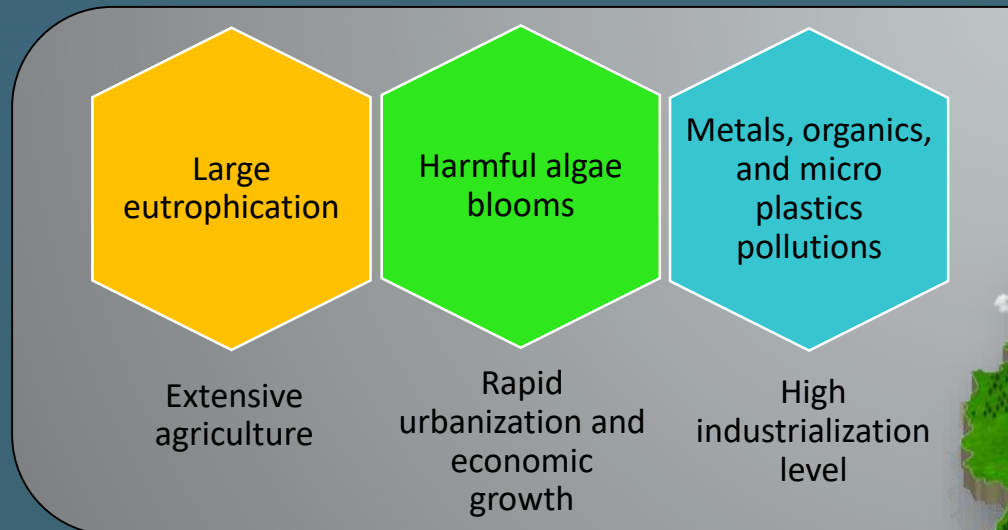 Large
eutrophication
Harmful algae
blooms
Metals, organics,
and micro
plastics
pollutions
Extensive
agriculture
Rapid
urbanization and
economic
growth
High
industrialization
level